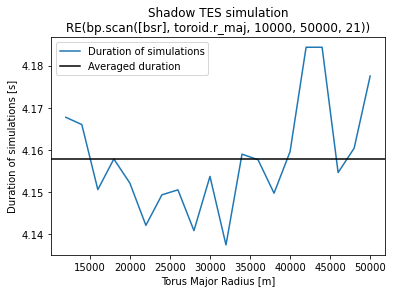 Shadow TES simulation
RE(bp.scan([bsr], toroid.r_maj, 10000, 50000, 21))
Duration of simulations
Averaged duration
Duration of simulations [s]
4.18
4.17
4.16
4.15
4.14
15000 20000 25000 30000 35000 40000 45000 50000
Torus Major Radius [m]